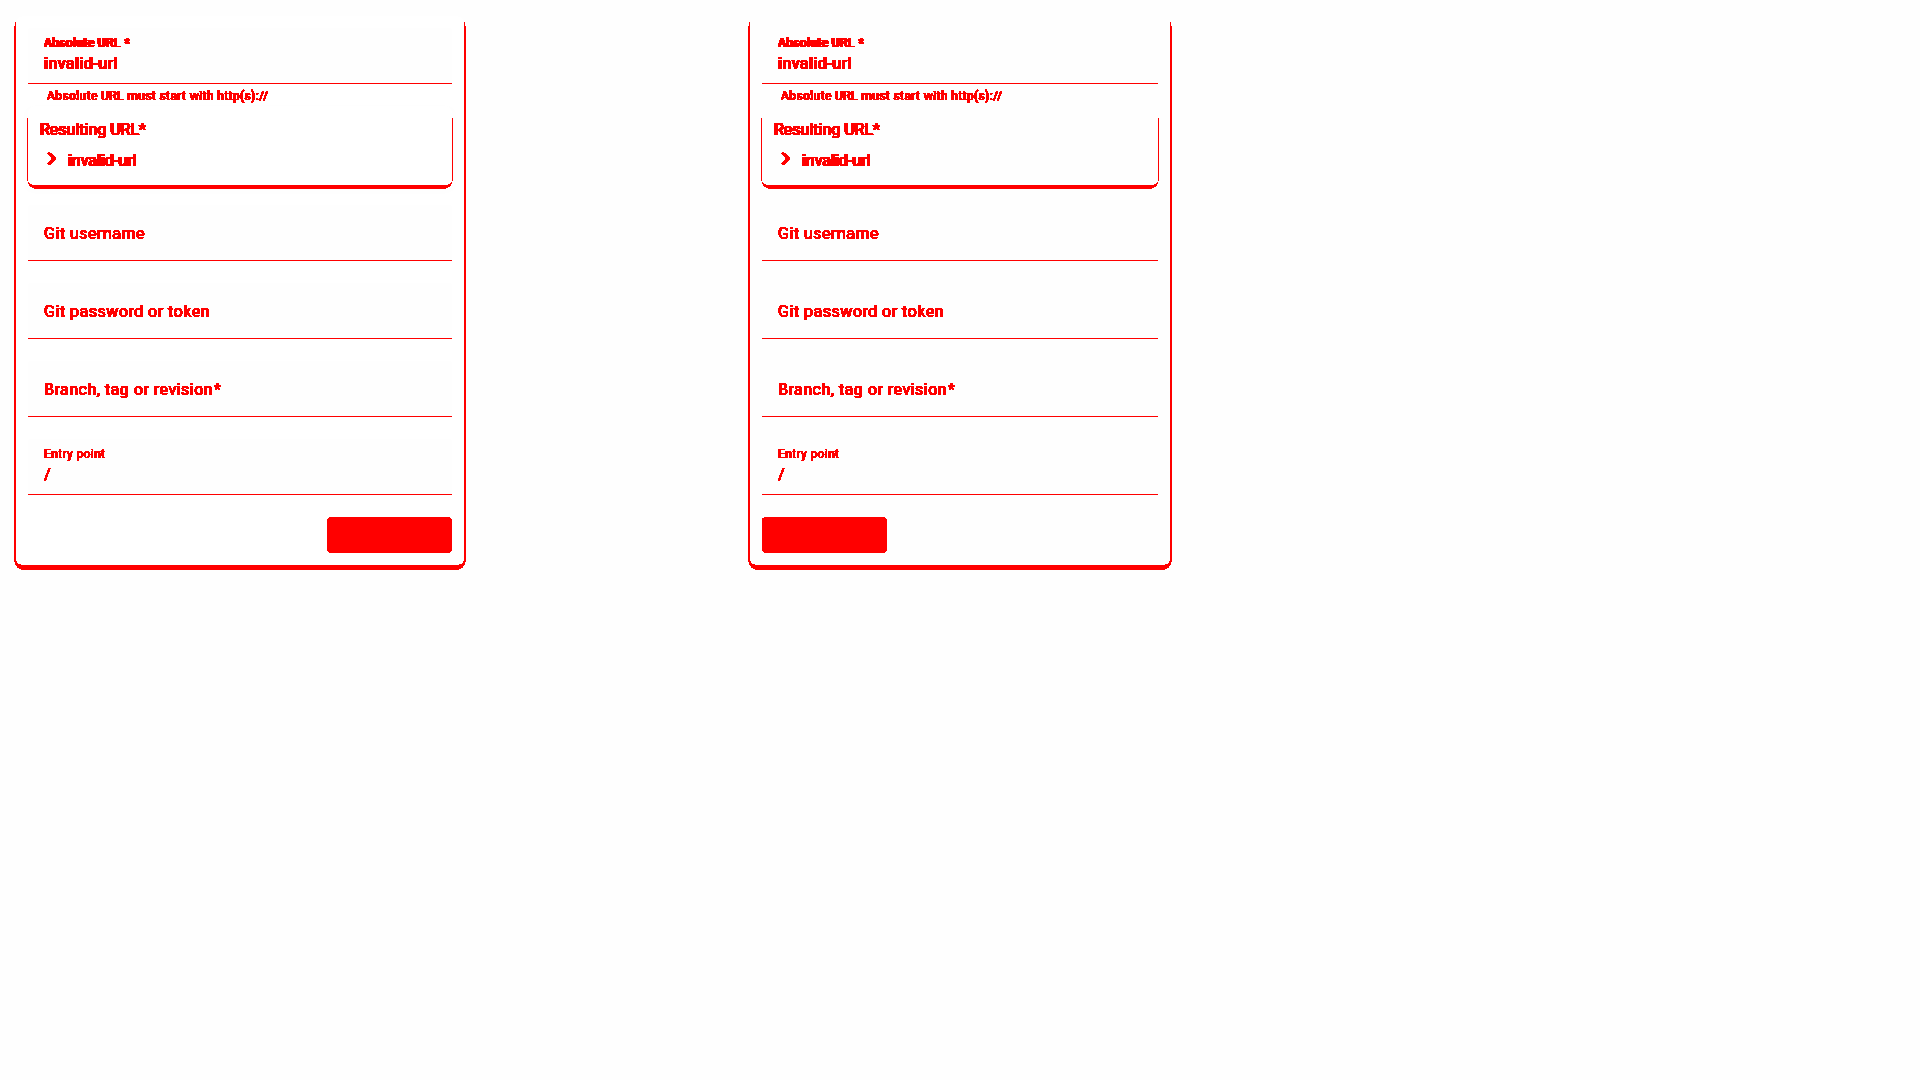 Absolute URL *
invalid-url
Absolute URL must start with http(s)://
Resulting URL*
invalid-url
Git username
Git password or token
Branch, tag or revision*
Entry point
/
Absolute URL *
invalid-url
Absolute URL must start with http(s)://
Resulting URL*
invalid-url
Git username
Git password or token
Branch, tag or revision*
Entry point
/